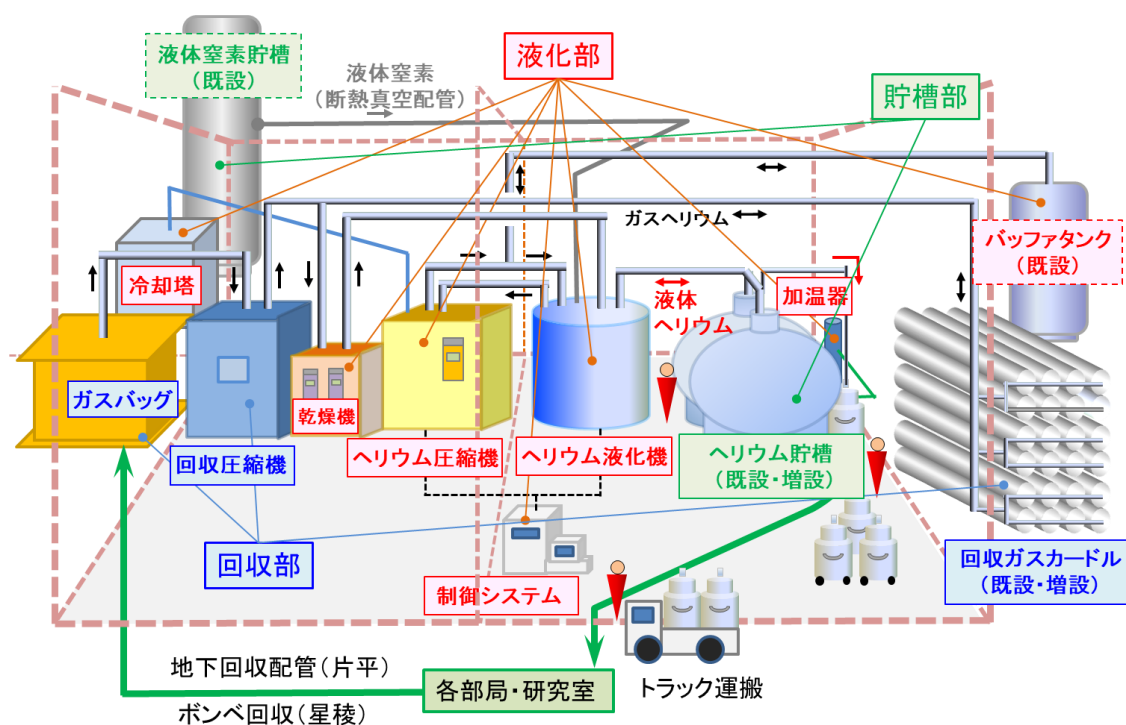 液体窒素貯槽
(既設)
液体窒素
(断熱真空配管)
液化部
貯槽部
ガスヘリウム
バッファタンク
(既設)
冷却塔
液体
ヘリウム
加温器
ガスバッグ
乾燥機
回収圧縮機
ヘリウム圧縮機
ヘリウム液化機
ヘリウム貯槽
(既設・増設)
回収部
制御システム
回収ガスカードル
(既設・増設)
地下回収配管(片平)
ボンベ回収(星稜)
各部局・研究室
トラック運搬